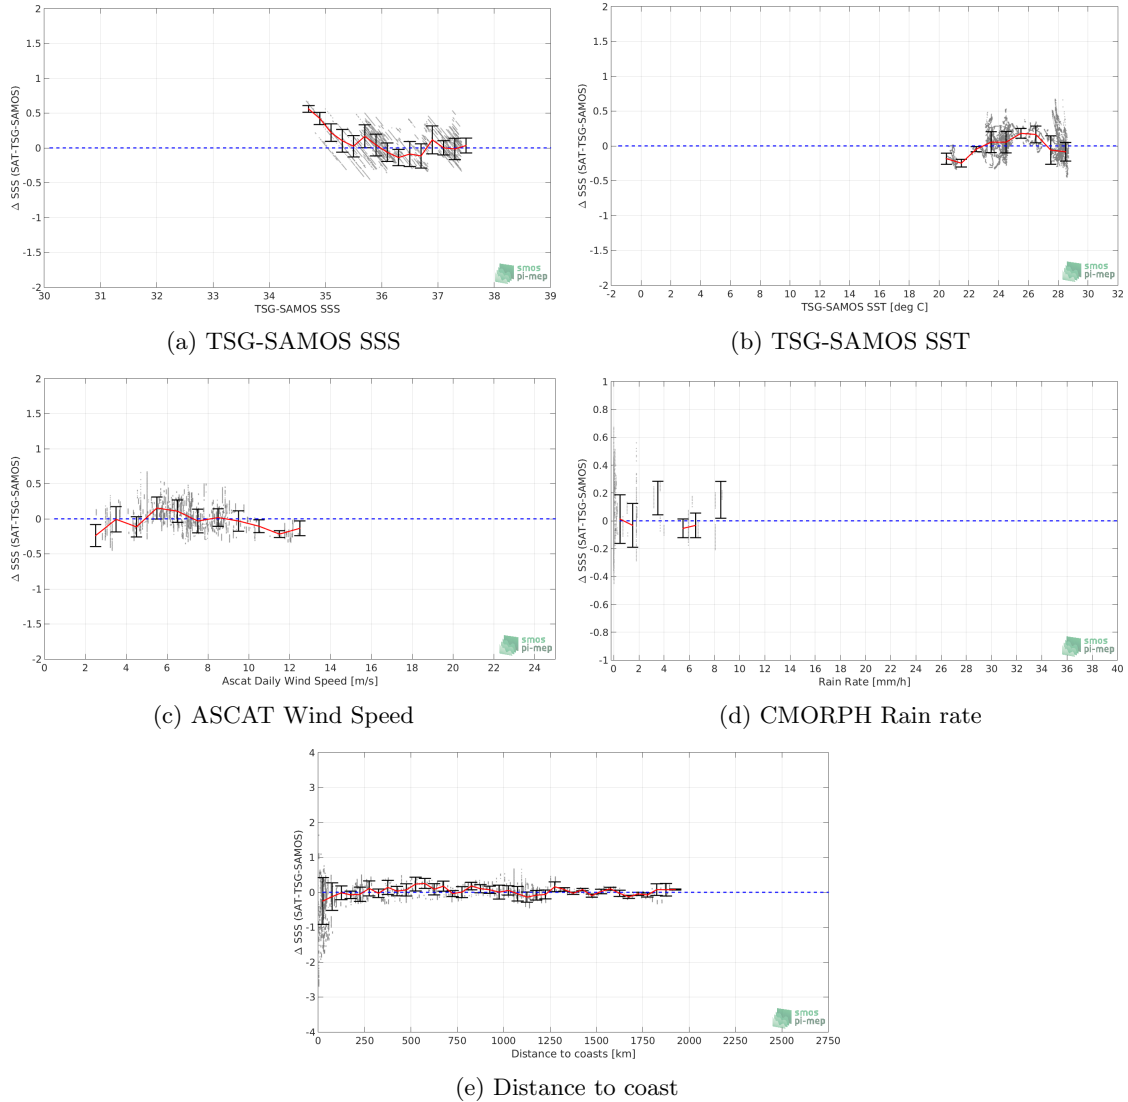 2
1.5
1
0.5
0
-0.5
-1
-1.5
-2
Δ SSS (SAT-TSG-SAMOS)
30 31 32 33 34 35 36 37 38 39
TSG-SAMOS SSS
smos
pi-mep
(a) TSG-SAMOS SSS
2
1.5
1
0.5
0
-0.5
-1
-1.5
-2
Δ SSS (SAT-TSG-SAMOS)
-2 0 2 4 6 8 10 12 14 16 18 20 22 24 26 28 30 32
TSG-SAMOS SST [deg C]
smos
pi-mep
(b) TSG-SAMOS SST
2
1.5
1
0.5
0
-0.5
-1
-1.5
-2
Δ SSS (SAT-TSG-SAMOS)
0 2 4 6 8 10 12 14 16 18 20 22 24
Ascat Daily Wind Speed [m/s]
smos
pi-mep
(c) ASCAT Wind Speed
1
0.8
0.6
0.4
0.2
0
-0.2
-0.4
-0.6
-0.8
-1
Δ SSS (SAT-TSG-SAMOS)
0 2 4 6 8 10 12 14 16 18 20 22 24 26 28 30 32 34 36 38 40
Rain Rate [mm/h]
smos
pi-mep
(d) CMORPH Rain rate
4
3
2
1
0
-1
-2
-3
-4
Δ SSS (SAT-TSG-SAMOS)
0 250 500 750 1000 1250 1500 1750 2000 2250 2500 2750
Distance to coasts [km]
smos
pi-mep
(e) Distance to coast